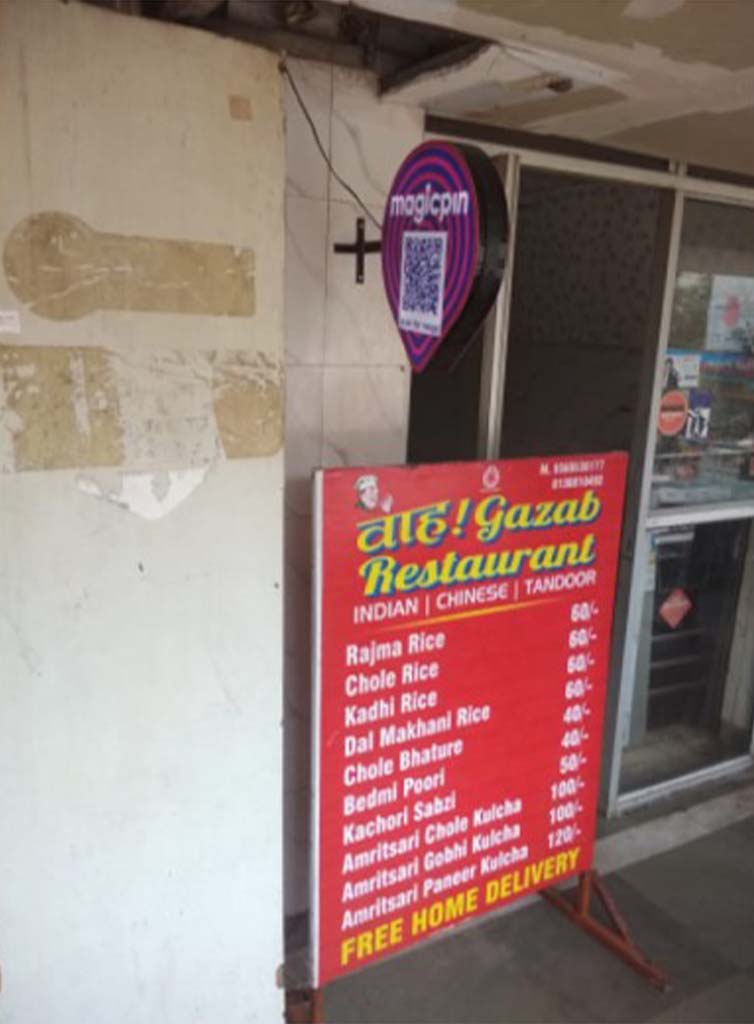 magicpin
वाह! Gazab
Restaurant
INDIAN | CHINESE | TANDOOR
Rajma Rice 60/-
Chole Rice 60/-
Kadhi Rice 60/-
Dal Makhani Rice 60/-
Chole Bhature 40/-
Bedmi Poori 40/-
Kachori Sabzi 50/-
Amritsari Chole Kulcha 100/-
Amritsari Gobhi Kulcha 100/-
Amritsari Paneer Kulcha 120/-
FREE HOME DELIVERY